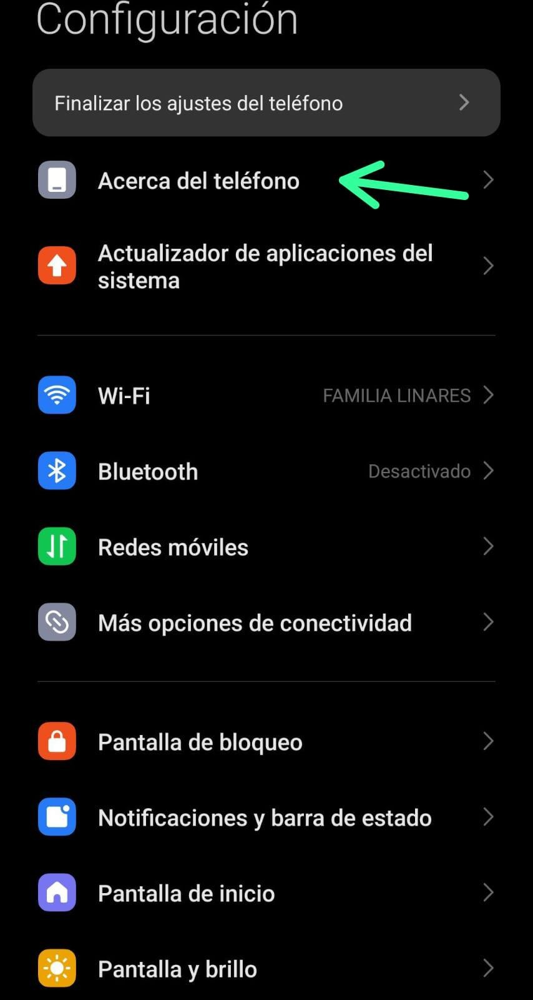 Configuración
Finalizar los ajustes del teléfono
Acerca del teléfono
Actualizador de aplicaciones del
sistema
Wi-Fi FAMILIA LINARES
Bluetooth Desactivado
Redes móviles
Más opciones de conectividad
Pantalla de bloqueo
Notificaciones y barra de estado
Pantalla de inicio
Pantalla y brillo